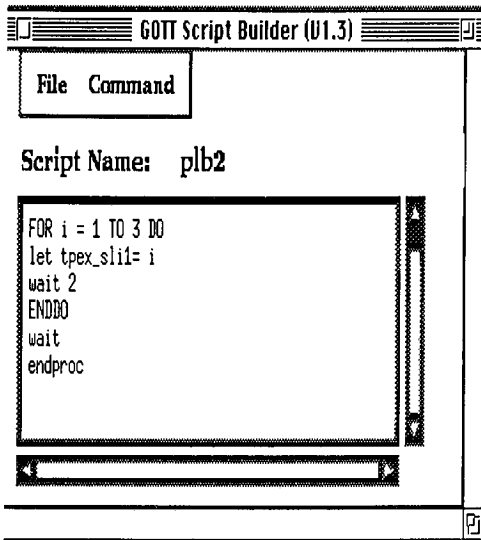 GOTT Script Builder (V1.3)
File Command
Script Name: plb2
FOR i = 1 TO 3 DO
let tpex_sli1= i
wait 2
ENDDO
wait
endproc